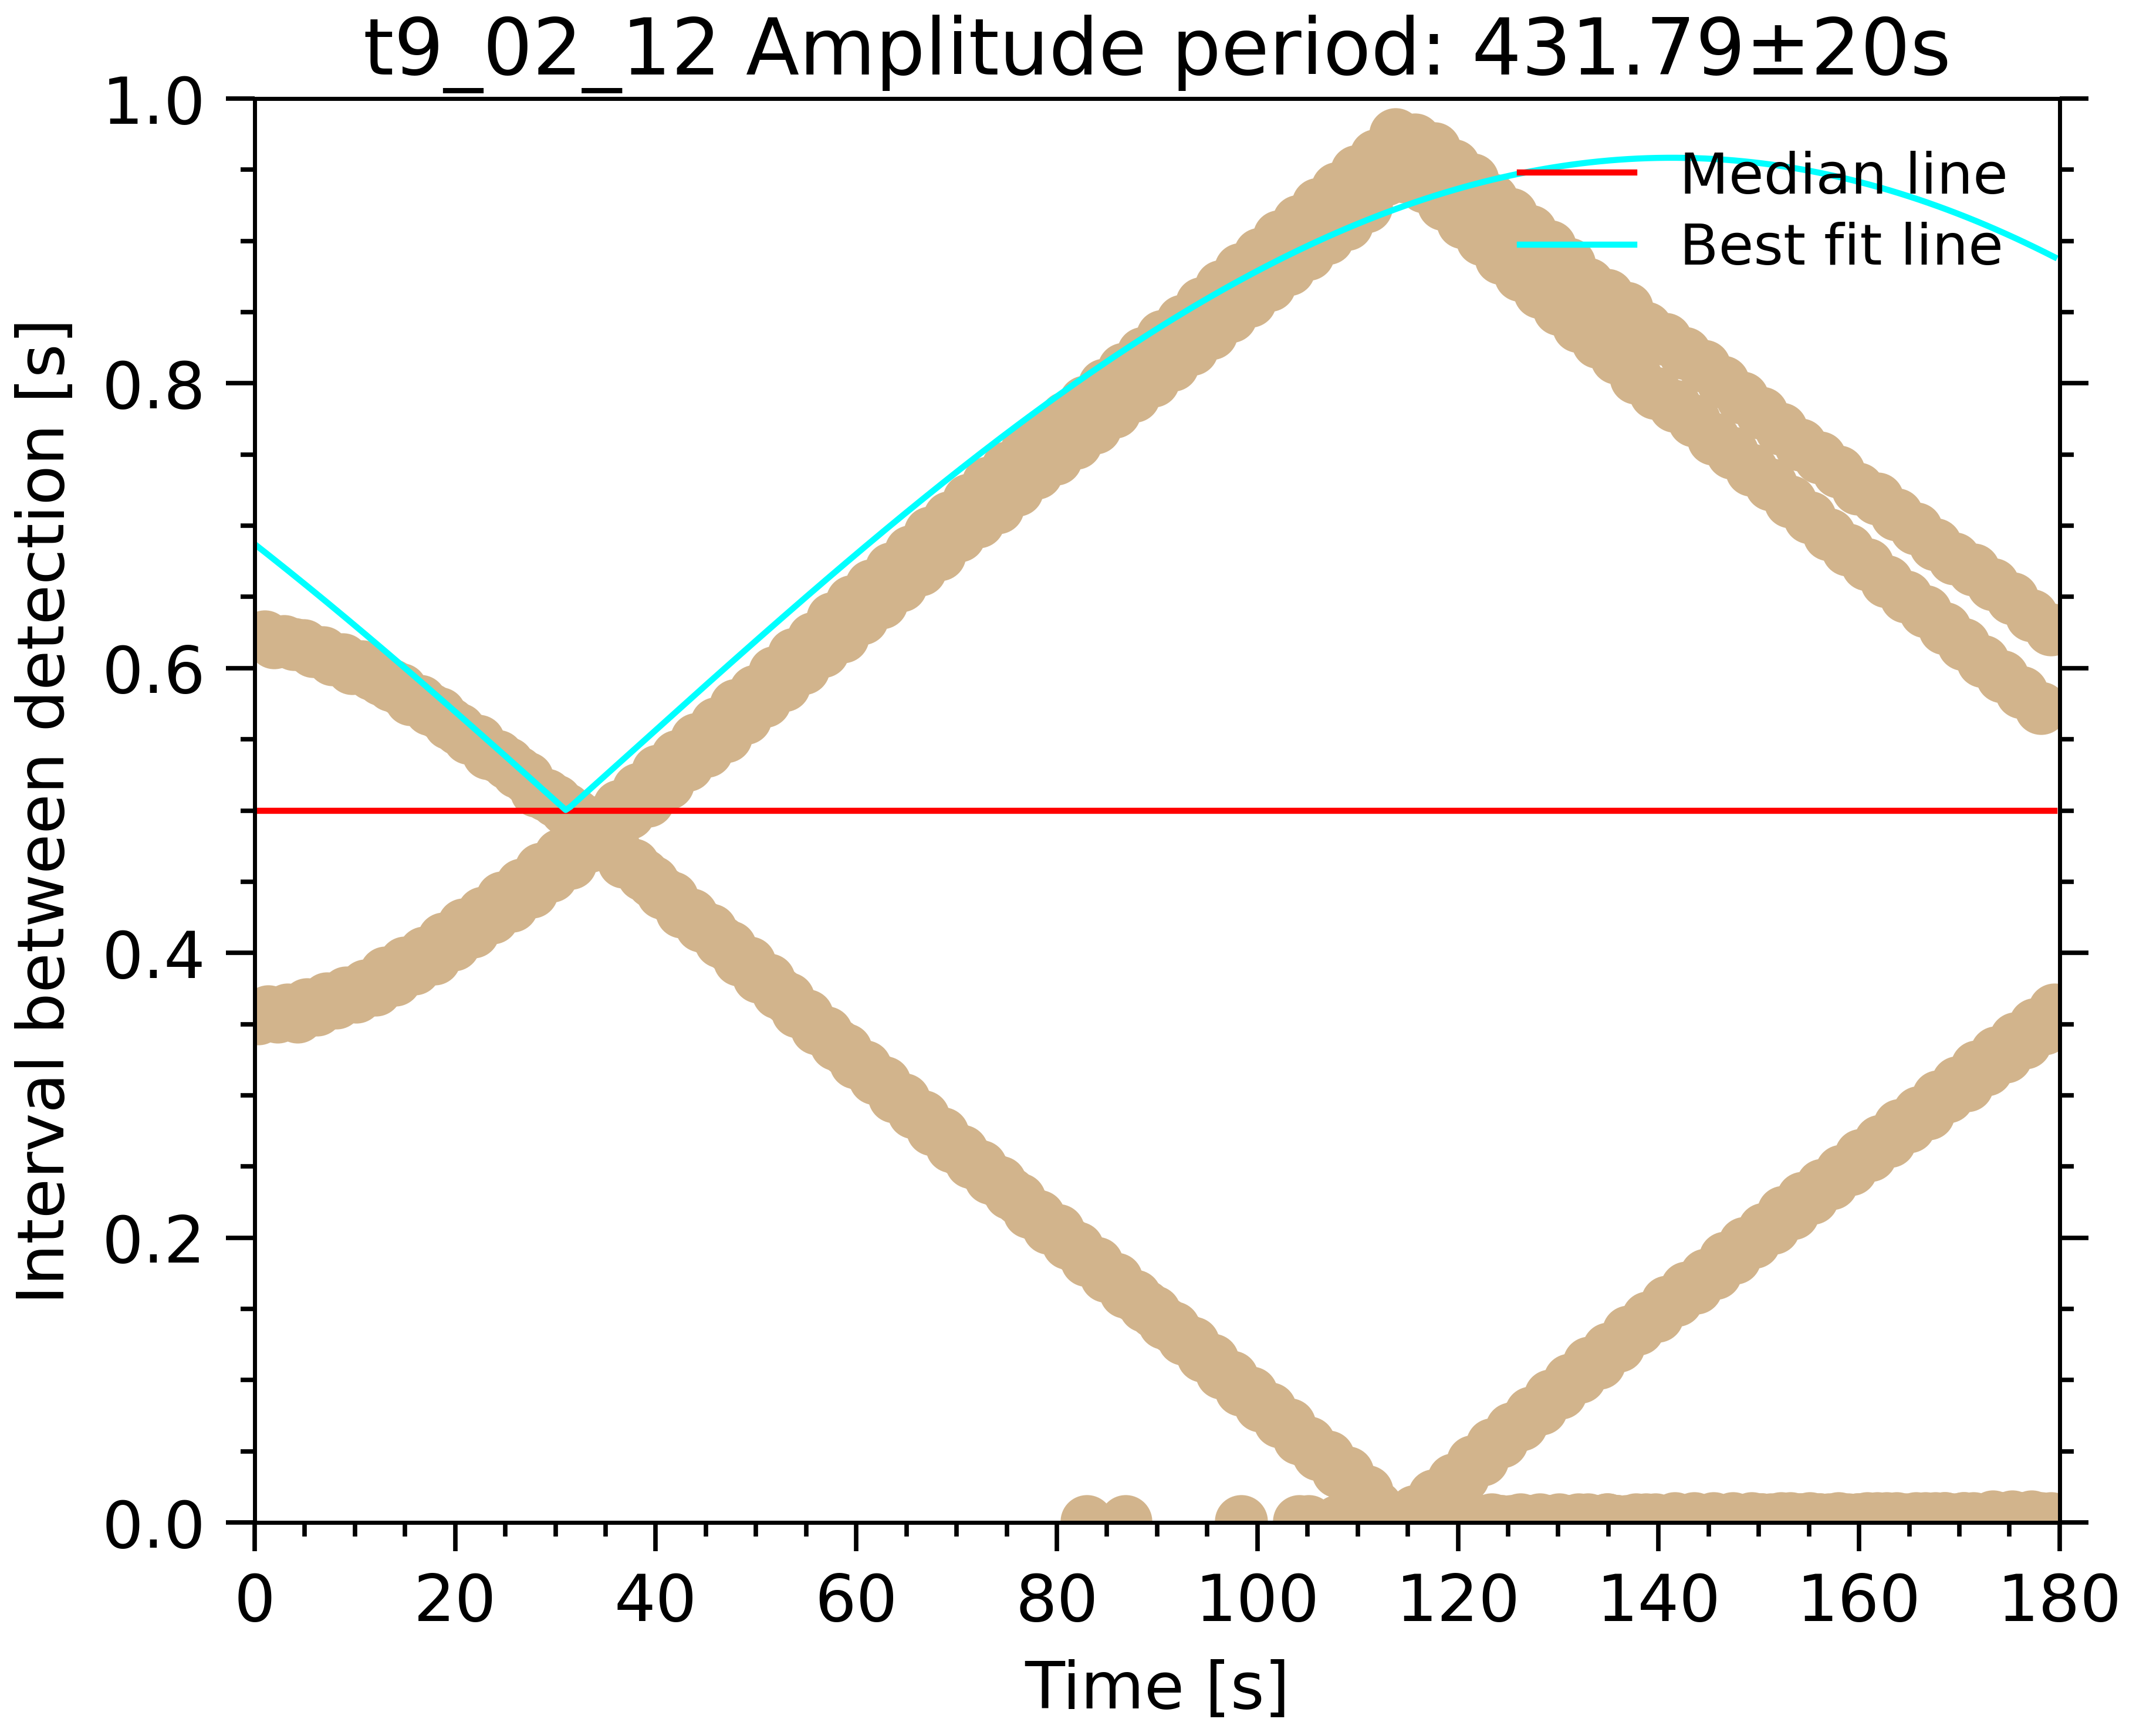 t9_02_12 Amplitude period: 431.79±20s
Interval between detection [s]
1.0
0.8
0.6
0.4
0.2
0.0
Median line
Best fit line
0 20 40 60 80 100 120 140 160 180
Time [s]